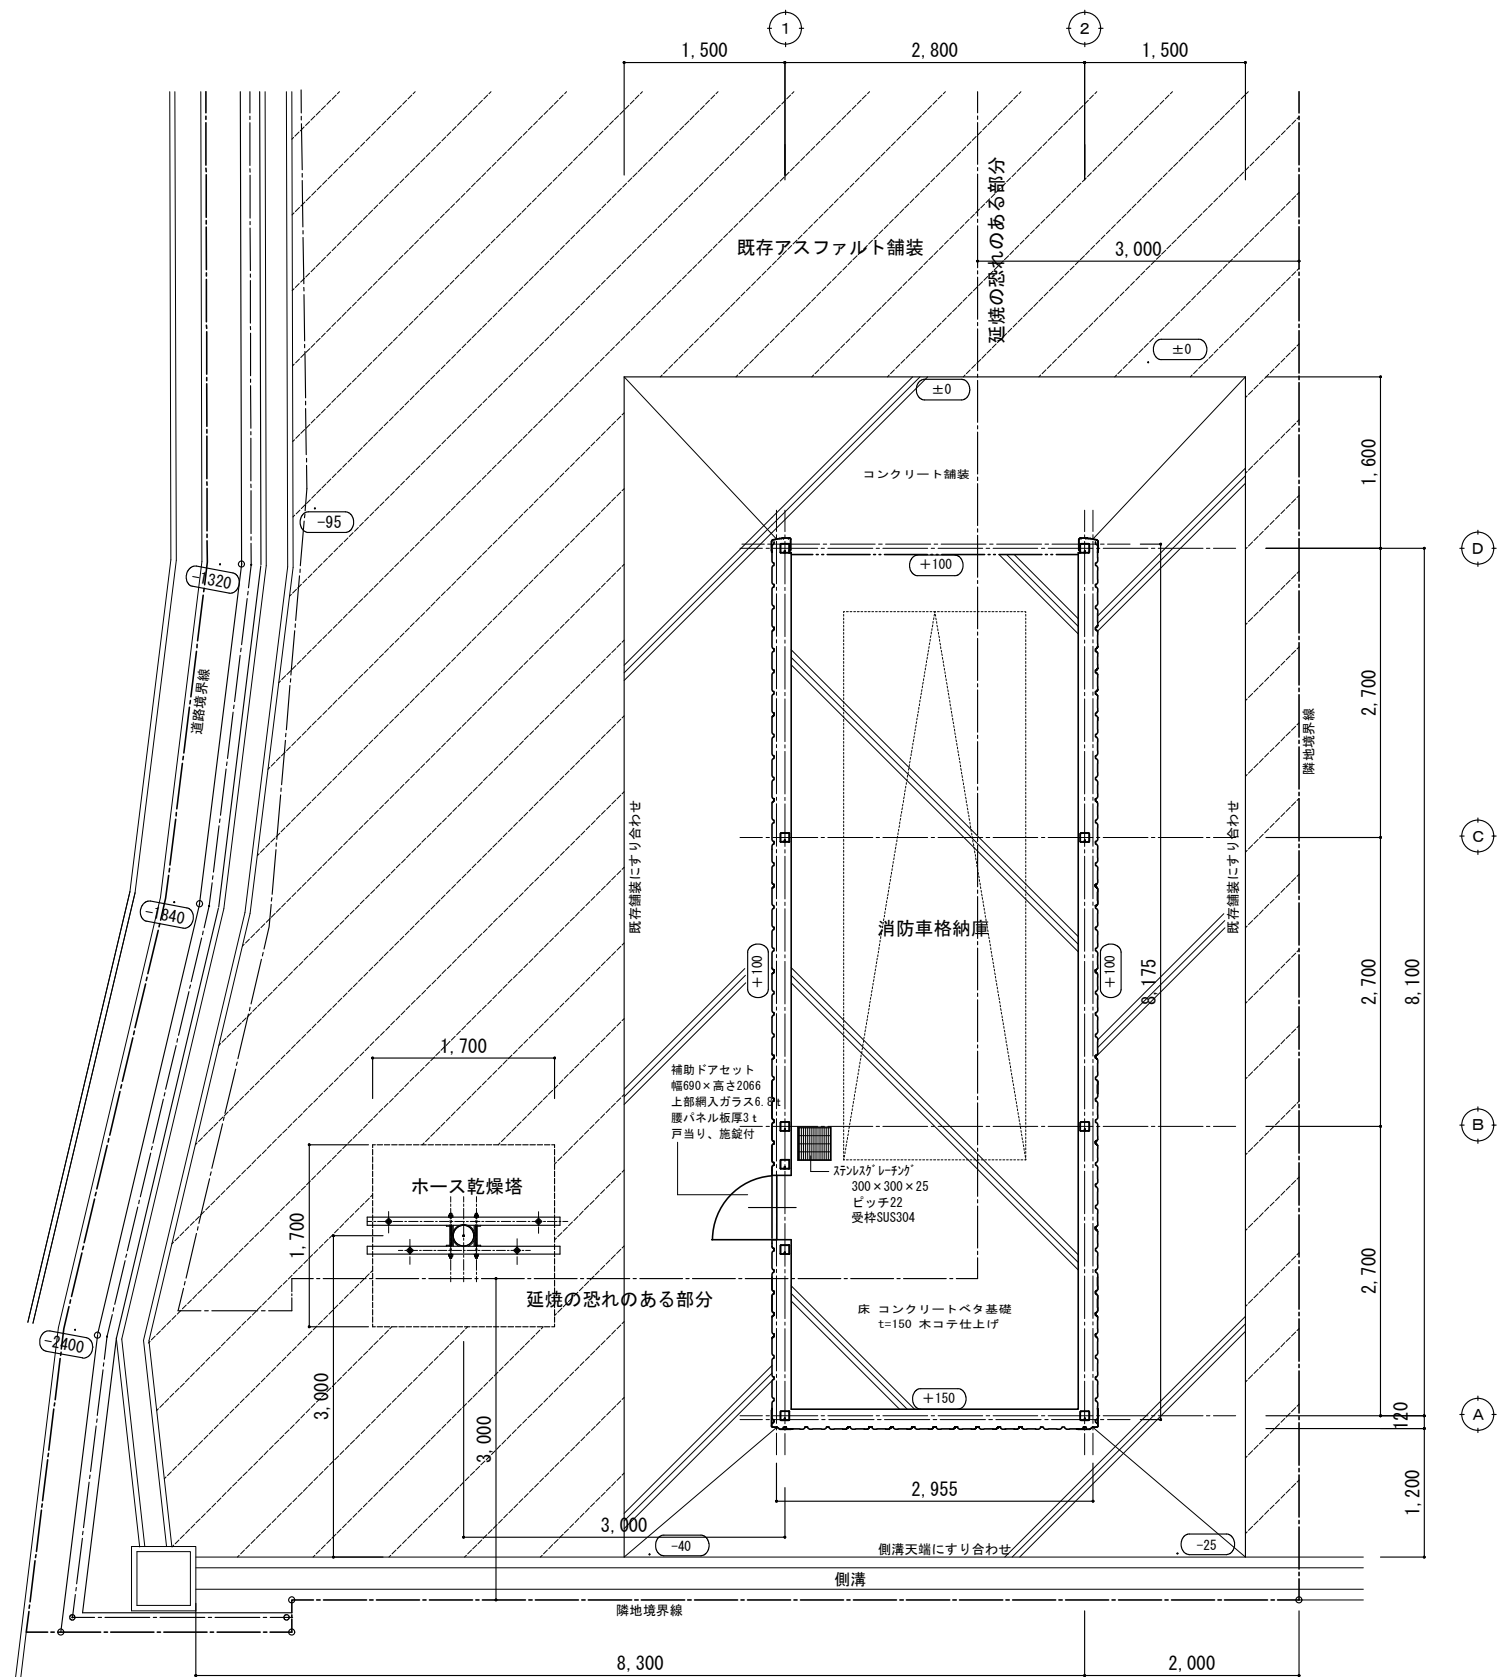 1
2
1,500
2,800
1,500
既存アスファルト舗装
延焼の恐れのある部分
3,000
±0
±0
コンクリート舗装
1,600
-95
+100
D
-1320
道路境界線
2,700
隣地境界線
既存舗装にすり合わせ
既存舗装にすり合わせ
C
-1840
消防車格納庫
+100
+100
8,175
2,700
8,100
1,700
補助ドアセット
幅690×高さ2066
上部網入ガラス6.8t
腰パネル板厚3t
戸当り、施錠付
B
ｽﾃﾝﾚｽｸﾞﾚｰﾁﾝｸﾞ
300×300×25
ピッチ22
受枠SUS304
ホース乾燥塔
1,700
2,700
延焼の恐れのある部分
床 コンクリートベタ基礎
t=150 木コテ仕上げ
-2400
3,000
3,000
+150
120
A
2,955
1,200
3,000
-40
側溝天端にすり合わせ
-25
側溝
隣地境界線
8,300
2,000